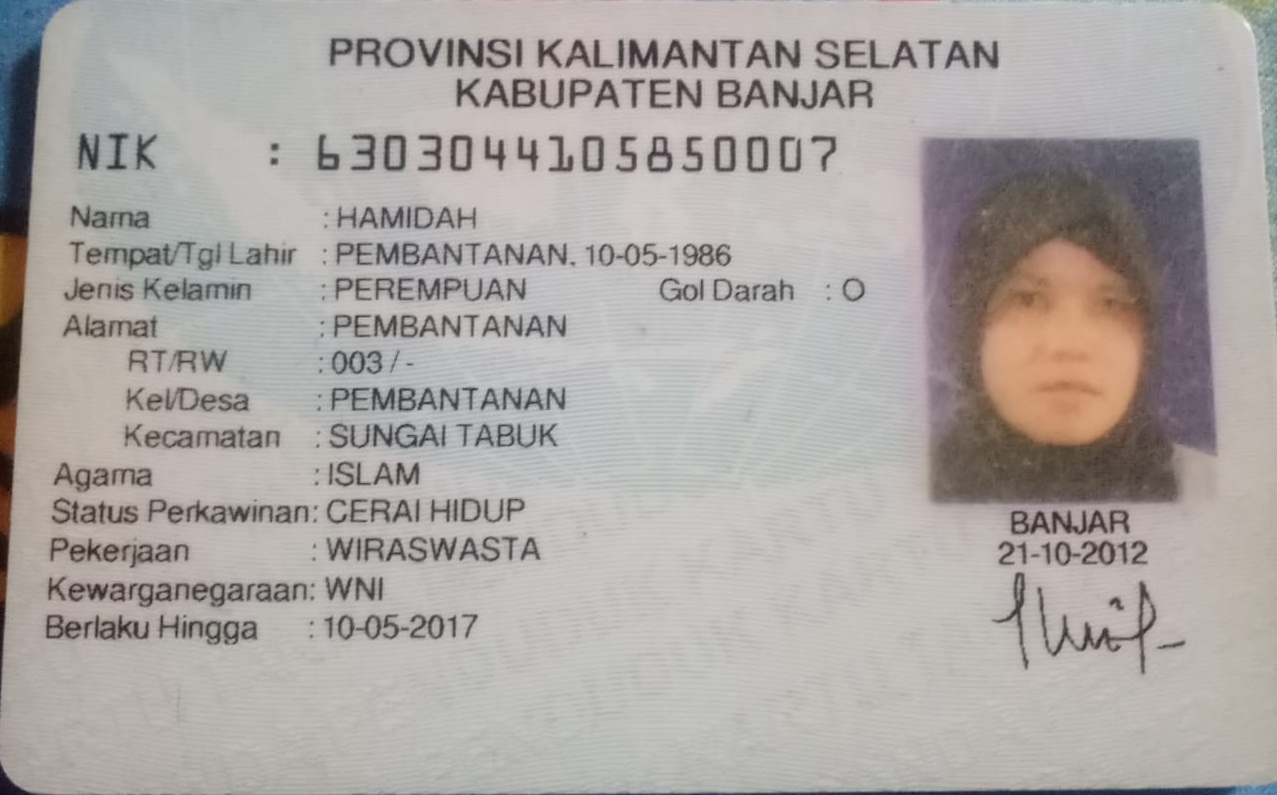 PROVINSI KALIMANTAN SELATAN
KABUPATEN BANJAR
NIK : 6303044105850007
Nama : HAMIDAH
Tempat/Tgl Lahir : PEMBANTANAN, 10-05-1986
Jenis Kelamin : PEREMPUAN Gol Darah : O
Alamat : PEMBANTANAN
RT/RW : 003 / -
Kel/Desa : PEMBANTANAN
Kecamatan : SUNGAI TABUK
Agama : ISLAM
Status Perkawinan: CERAI HIDUP
Pekerjaan : WIRASWASTA
Kewarganegaraan: WNI
Berlaku Hingga : 10-05-2017
BANJAR
21-10-2012